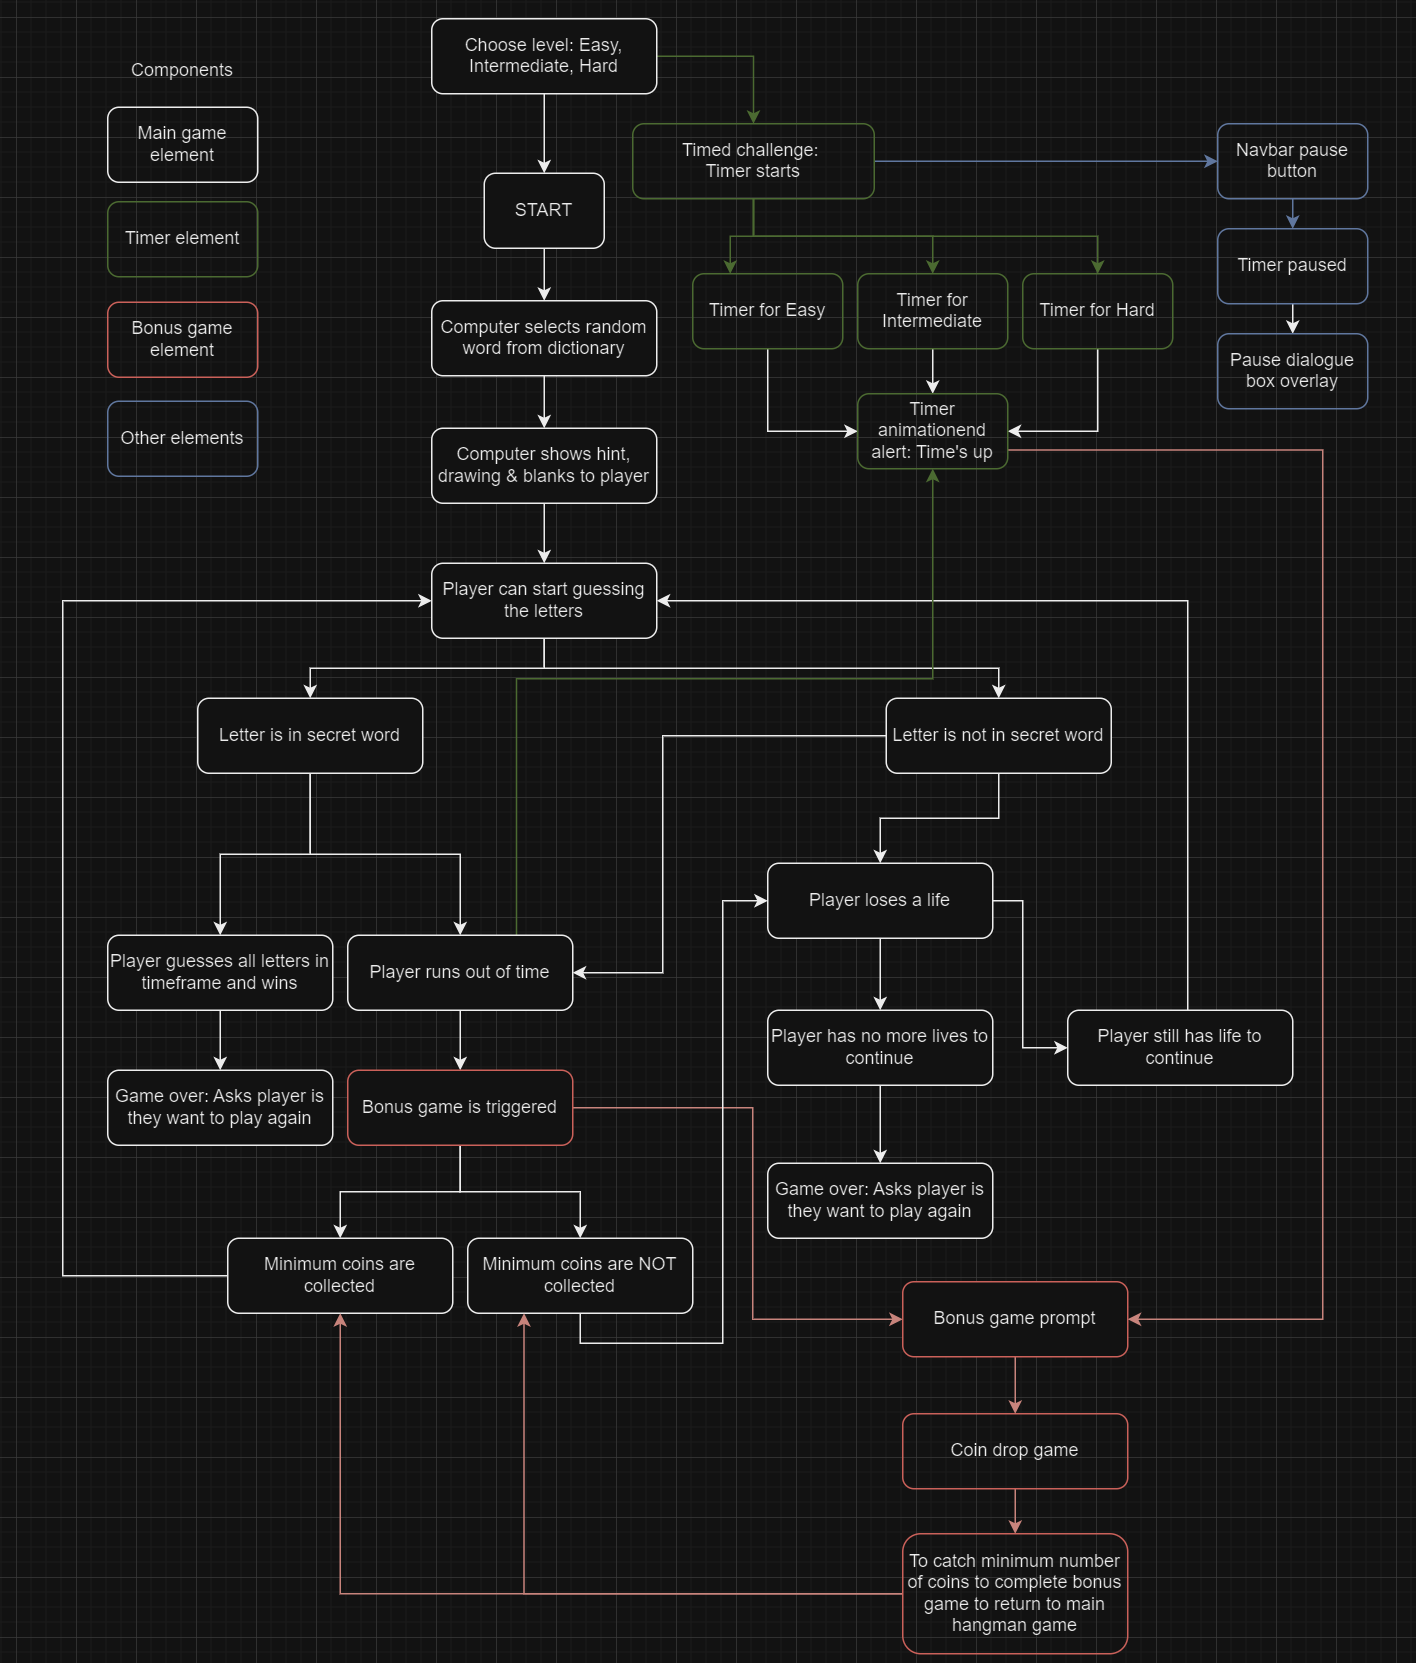 Components
Main game
element
Timer element
Bonus game
element
Other elements
Choose level: Easy,
Intermediate, Hard
START
Computer selects random
word from dictionary
Computer shows hint,
drawing & blanks to player
Player can start guessing
the letters
Timed challenge:
Timer starts
Timer for Easy
Timer for
Intermediate
Timer for Hard
Timer
animationend
alert: Time's up
Navbar pause
button
Timer paused
Pause dialogue
box overlay
Letter is in secret word
Letter is not in secret word
Player guesses all letters in
timeframe and wins
Player runs out of time
Game over: Asks player is
they want to play again
Bonus game is triggered
Minimum coins are
collected
Minimum coins are NOT
collected
Player loses a life
Player has no more lives to
continue
Player still has life to
continue
Game over: Asks player is
they want to play again
Bonus game prompt
Coin drop game
To catch minimum number
of coins to complete bonus
game to return to main
hangman game